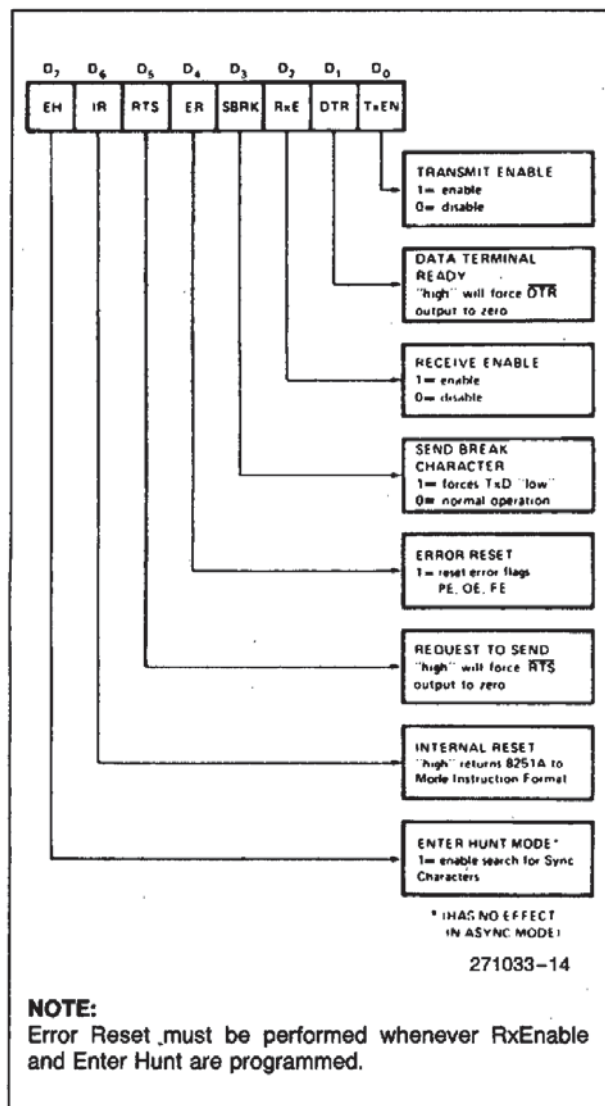 D7 D6 D5 D4 D3 D2 D1 D0
EH IR RTS ER SBRK RxE DTR TxEN
TRANSMIT ENABLE
1= enable
0= disable
DATA TERMINAL
READY
"high" will force D̅T̅R̅
output to zero
RECEIVE ENABLE
1= enable
0= disable
SEND BREAK
CHARACTER
1= forces TxD "low"
0= normal operation
ERROR RESET
1= reset error flags
PE, OE, FE
REQUEST TO SEND
"high" will force R̅T̅S̅
output to zero
INTERNAL RESET
"high" returns 8251A to
Mode Instruction Format
ENTER HUNT MODE*
1= enable search for Sync
Characters
* (HAS NO EFFECT
IN ASYNC MODE)
271033-14
NOTE:
Error Reset must be performed whenever RxEnable
and Enter Hunt are programmed.